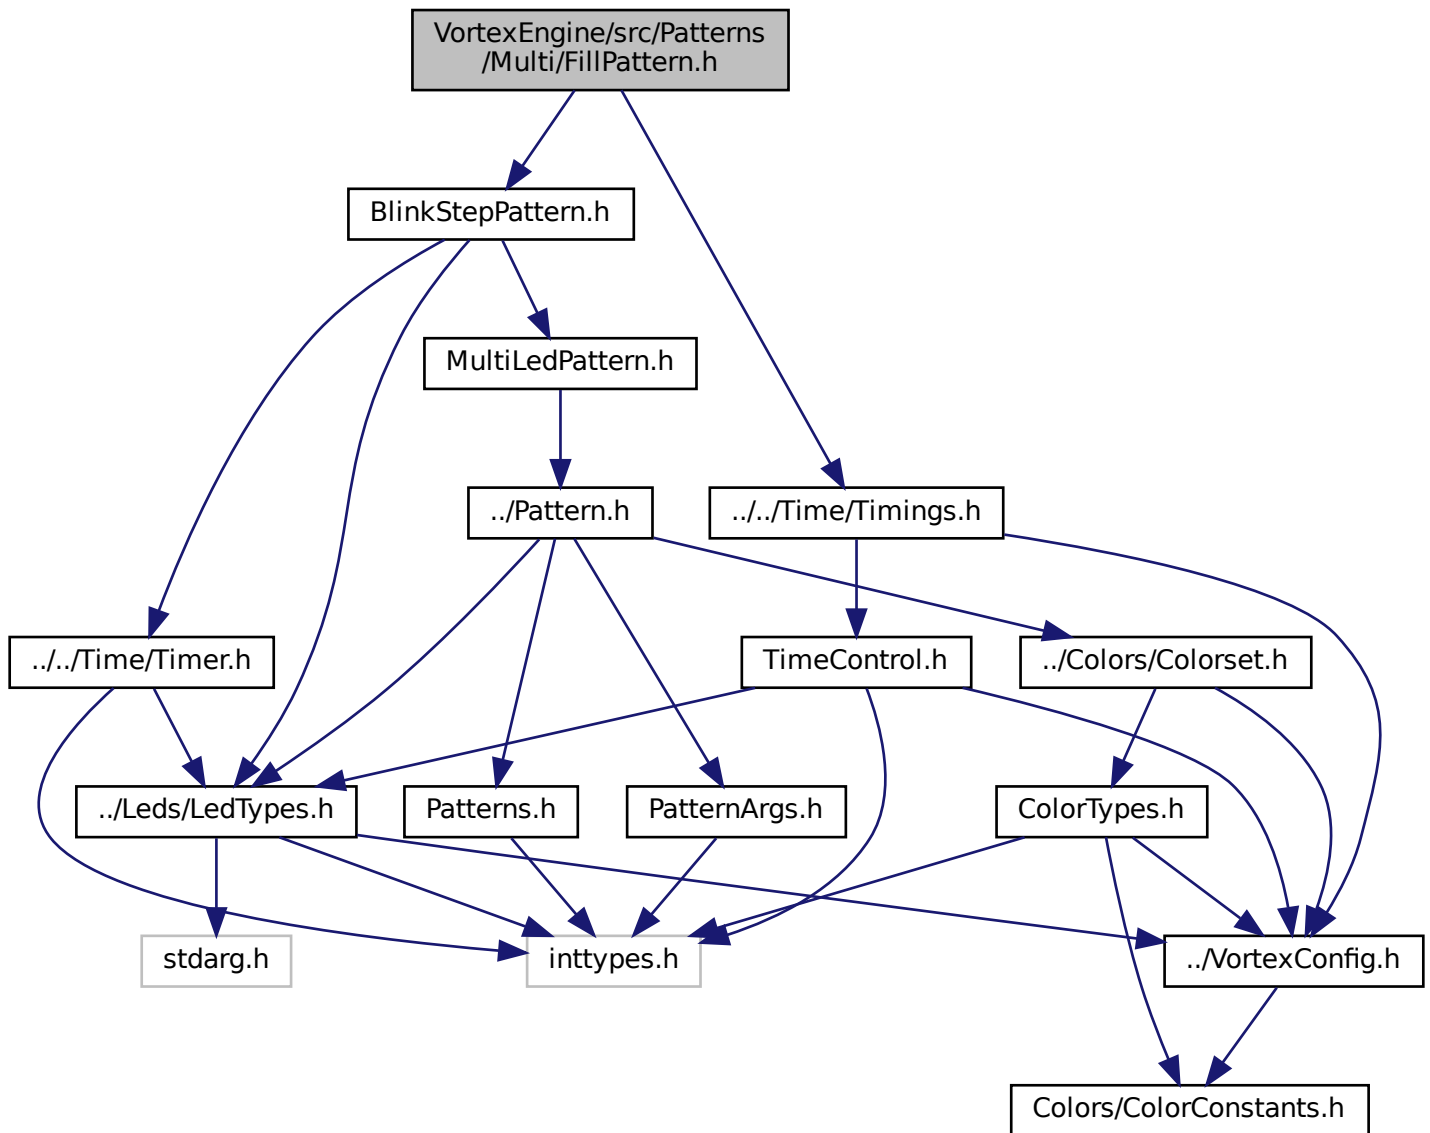 VortexEngine/src/Patterns
/Multi/FillPattern.h
BlinkStepPattern.h
MultiLedPattern.h
../Pattern.h
../../Time/Timings.h
../../Time/Timer.h
TimeControl.h
../Colors/Colorset.h
../Leds/LedTypes.h
Patterns.h
PatternArgs.h
ColorTypes.h
stdarg.h
inttypes.h
../VortexConfig.h
Colors/ColorConstants.h